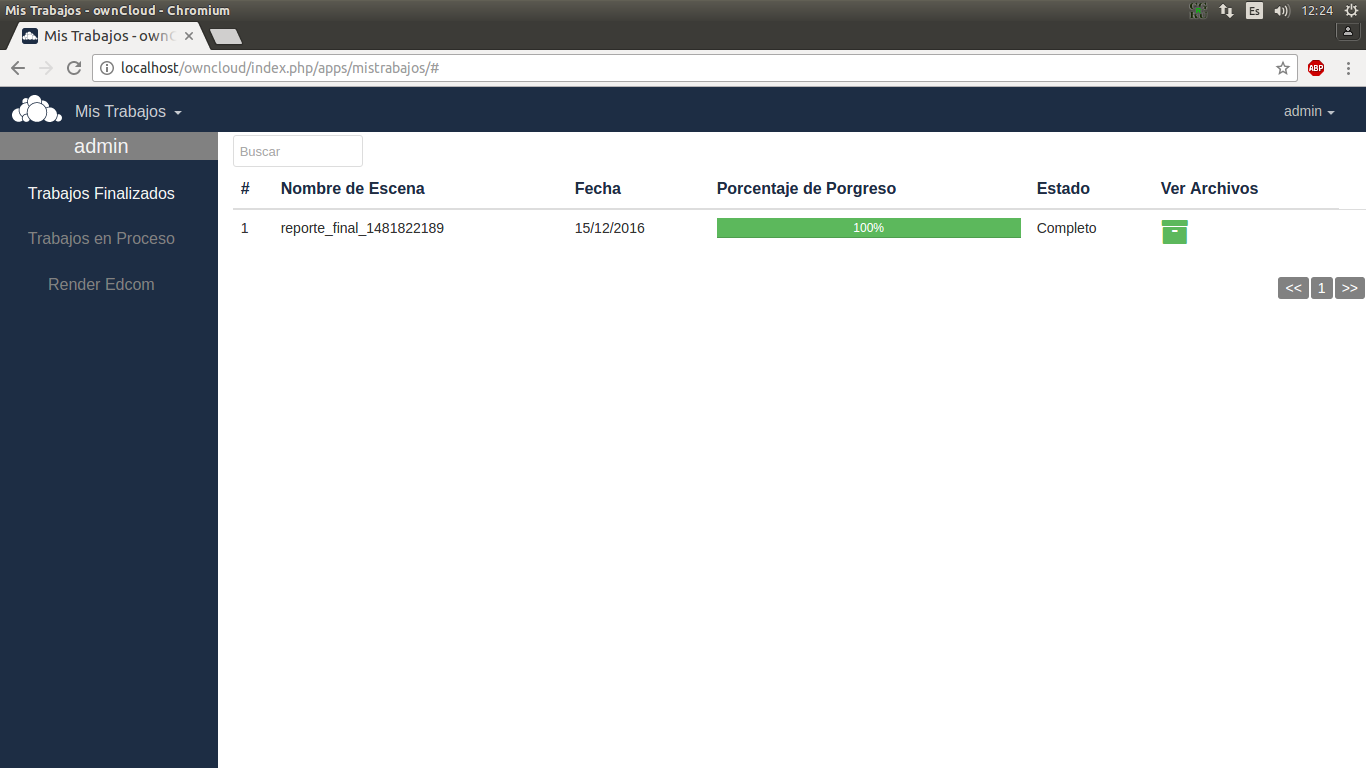 Mis Trabajos - ownCloud - Chromium
Es
12:24
Mis Trabajos - ownC
localhost/owncloud/index.php/apps/mistrabajos/#
ABP
Mis Trabajos
admin
admin
Trabajos Finalizados
Trabajos en Proceso
Render Edcom
Buscar
# Nombre de Escena Fecha Porcentaje de Porgreso Estado Ver Archivos
1 reporte_final_1481822189 15/12/2016 100% Completo
<< 1 >>